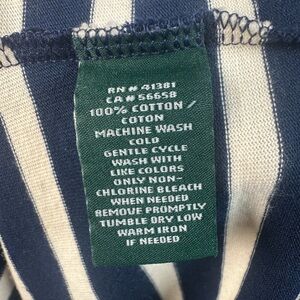 RN # 41381
CA # 56658
100% COTTON /
COTON
MACHINE WASH
COLD
GENTLE CYCLE
WASH WITH
LIKE COLORS
ONLY NON-
CHLORINE BLEACH
WHEN NEEDED
REMOVE PROMPTLY
TUMBLE DRY LOW
WARM IRON
IF NEEDED